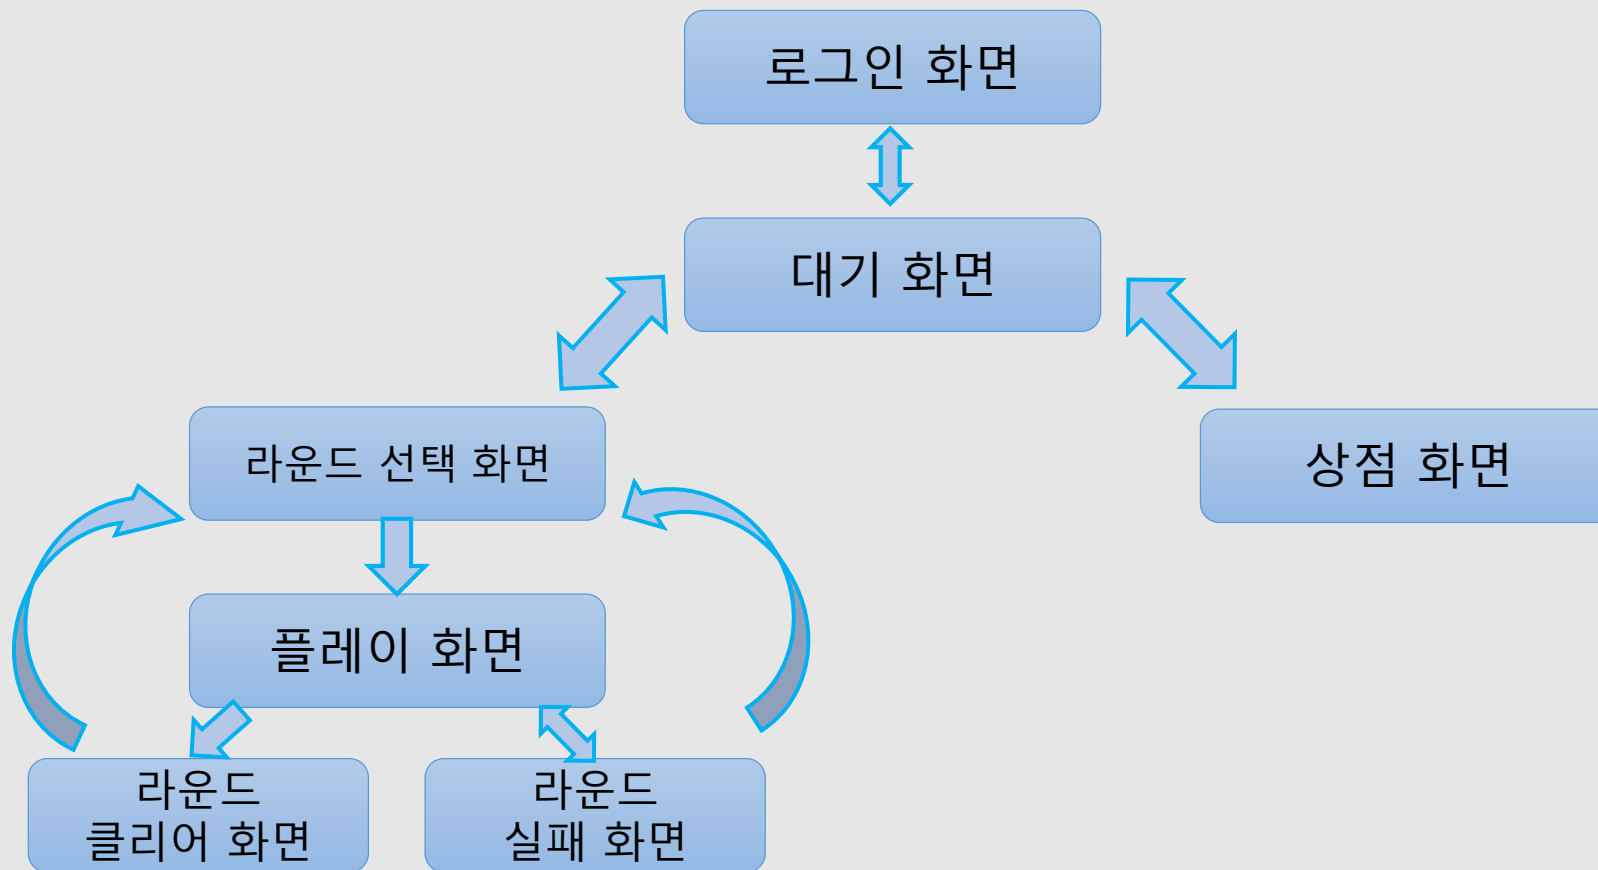 로그인 화면
대기 화면
라운드 선택 화면
상점 화면
플레이 화면
라운드
클리어 화면
라운드
실패 화면